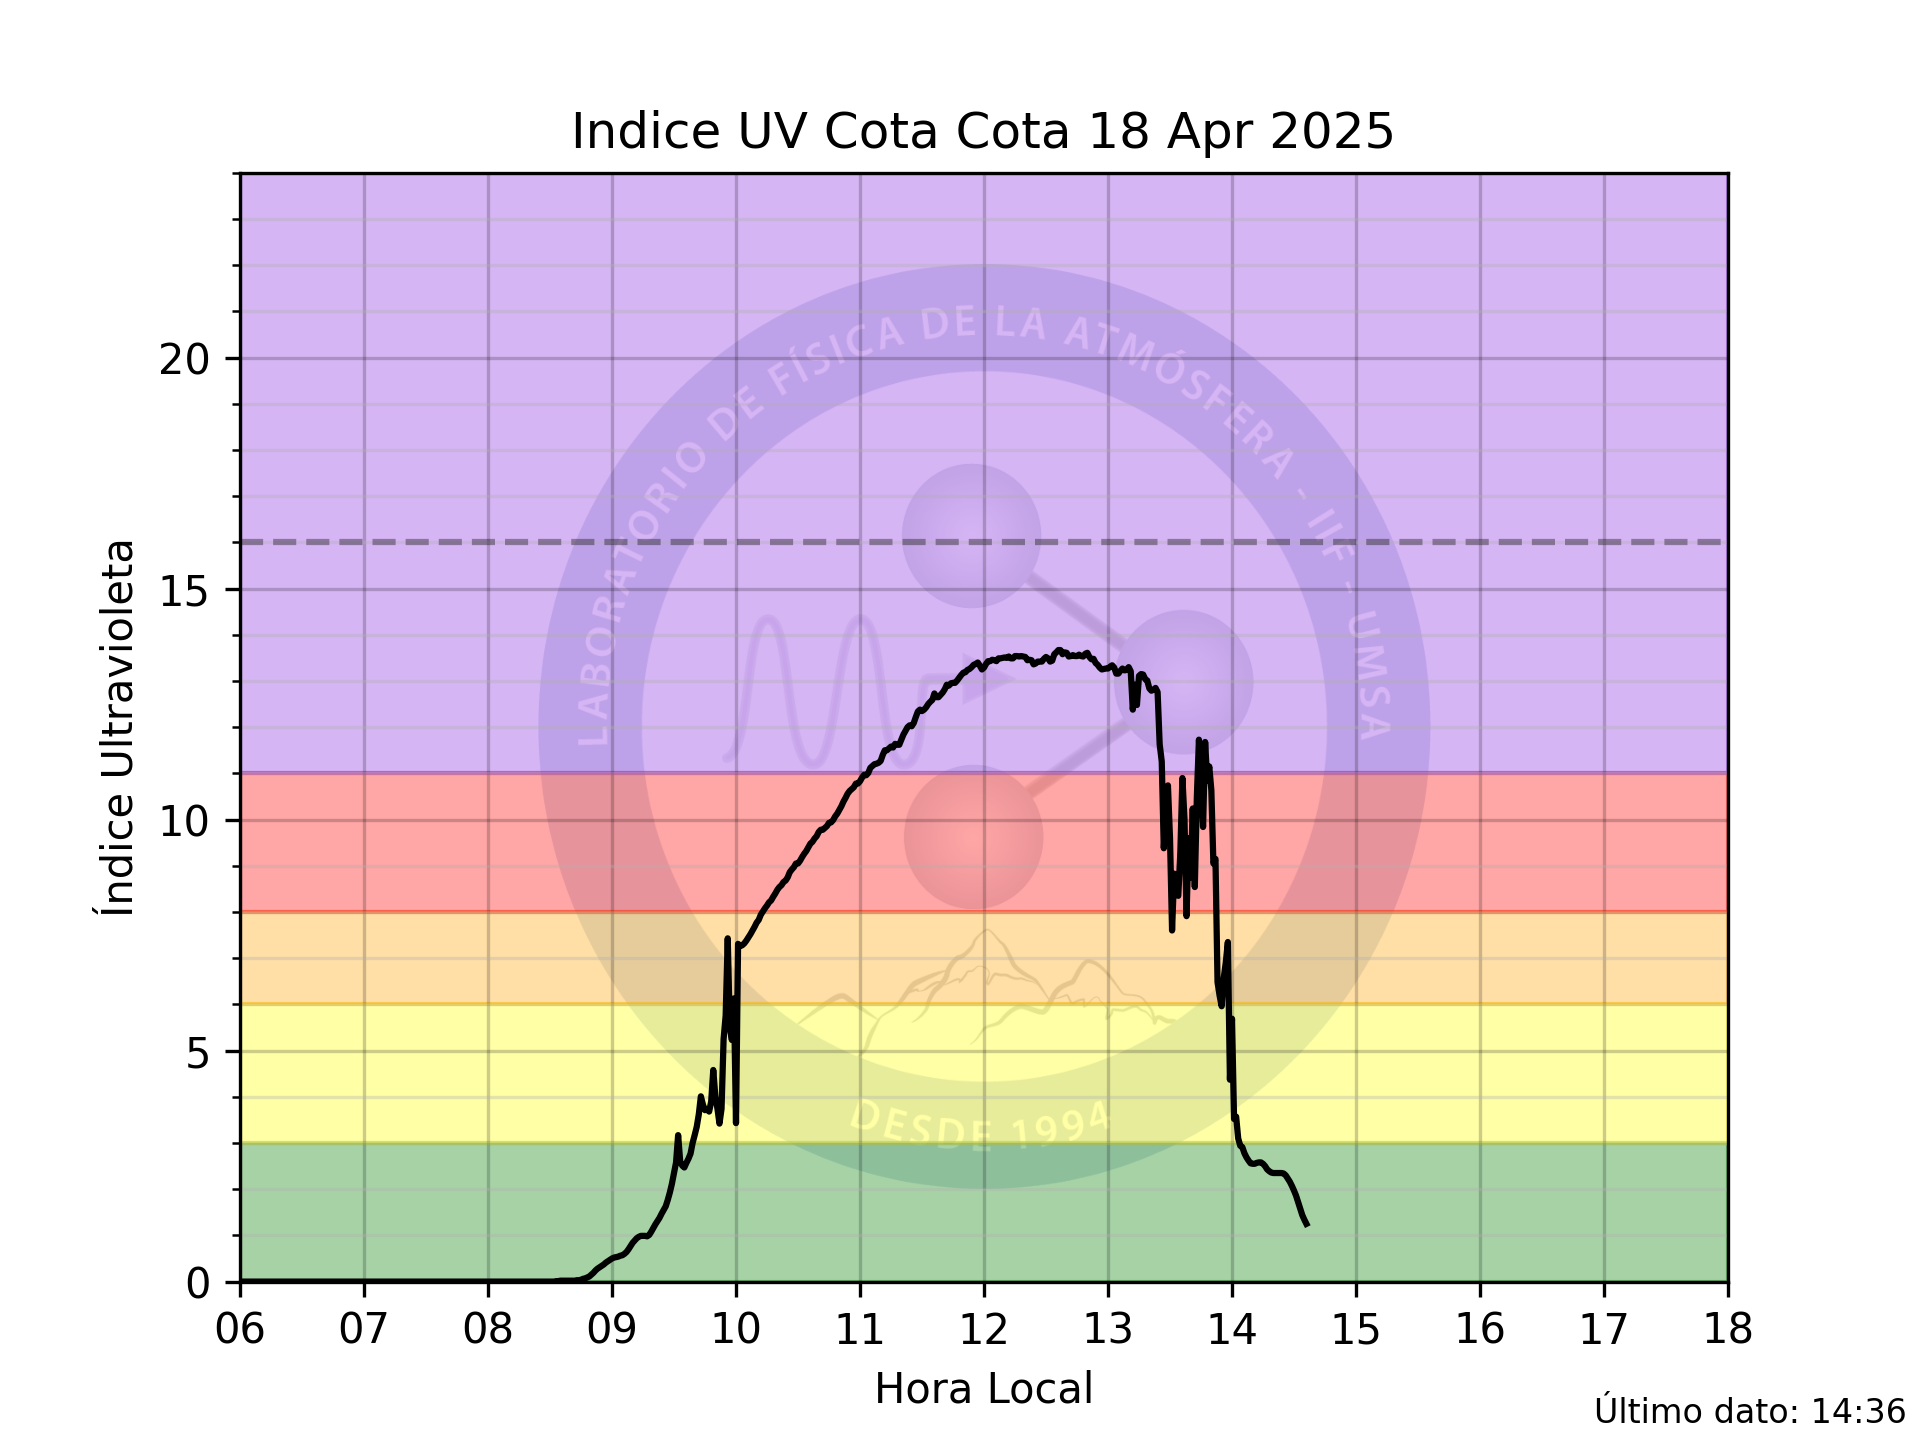 Indice UV Cota Cota 18 Apr 2025
LABORATORIO DE FÍSICA DE LA ATMÓSFERA - IIF - UMSA
DESDE 1994
Índice Ultravioleta
20
15
10
5
0
06 07 08 09 10 11 12 13 14 15 16 17 18
Hora Local
Último dato: 14:36